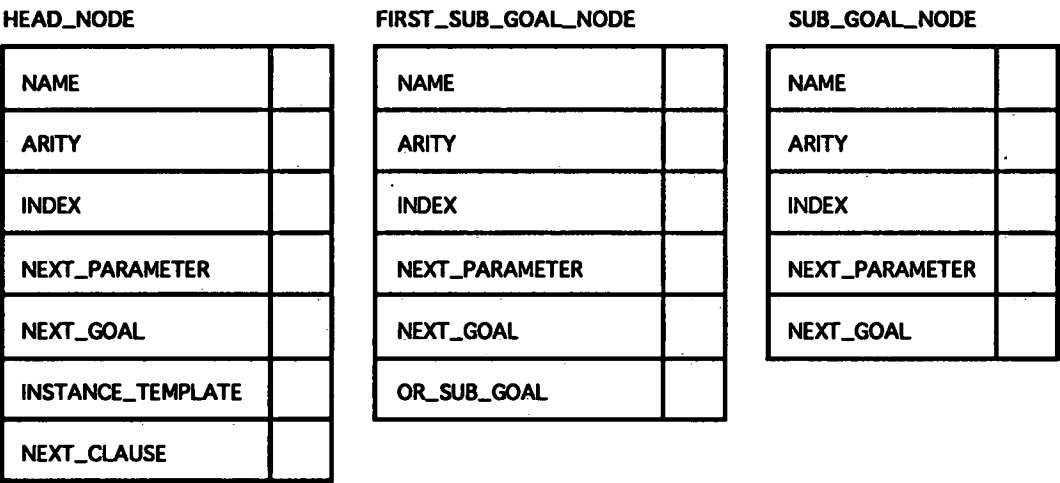 HEAD_NODE
NAME
ARITY
INDEX
NEXT_PARAMETER
NEXT_GOAL
INSTANCE_TEMPLATE
NEXT_CLAUSE
FIRST_SUB_GOAL_NODE
NAME
ARITY
INDEX
NEXT_PARAMETER
NEXT_GOAL
OR_SUB_GOAL
SUB_GOAL_NODE
NAME
ARITY
INDEX
NEXT_PARAMETER
NEXT_GOAL